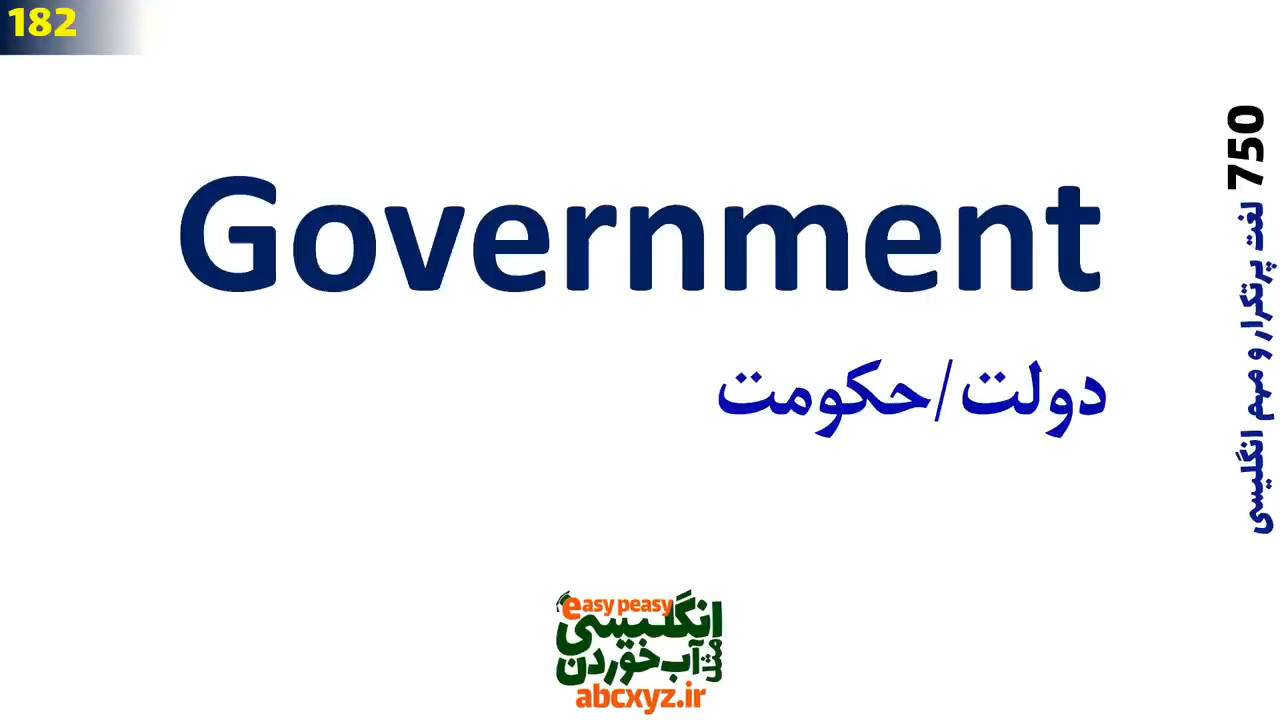 182
Government
دولت/حکومت
750 لغت پرتکرار و مهم انگلیسی
easy peasy
انگلیسی
مثل آب خوردن
abcxyz.ir